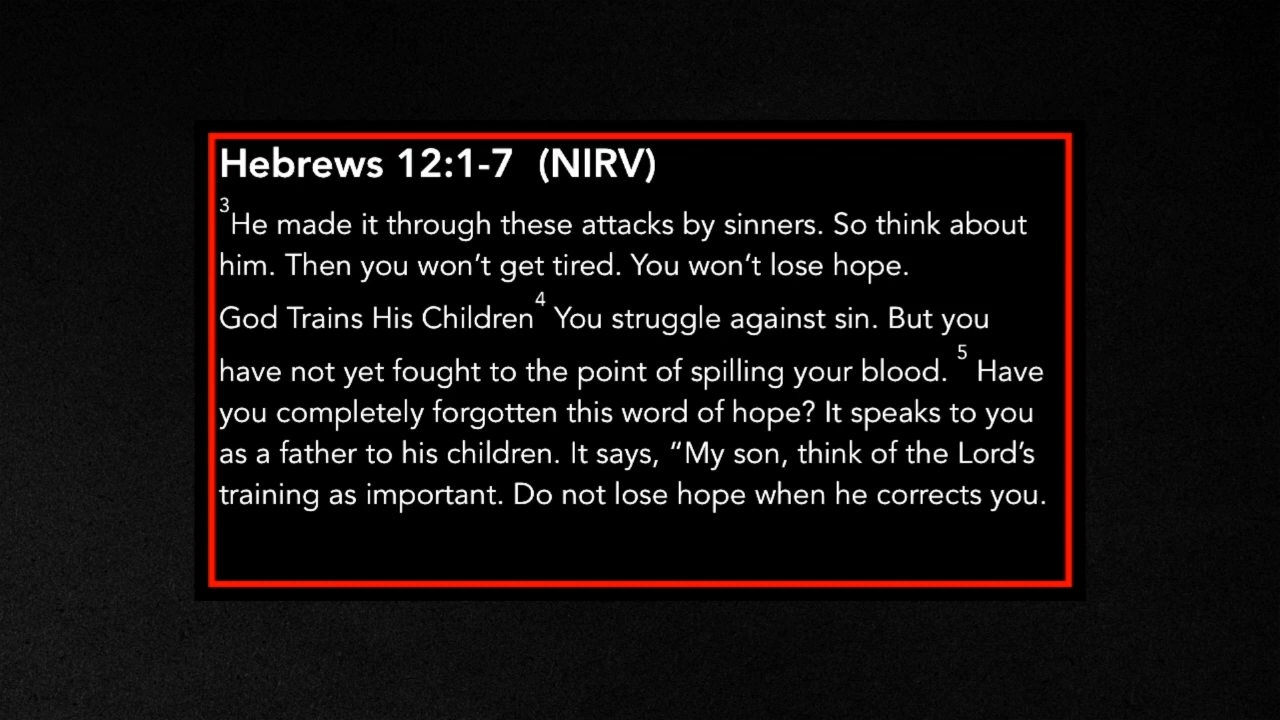 Hebrews 12:1-7 (NIRV)
³He made it through these attacks by sinners. So think about
him. Then you won’t get tired. You won’t lose hope.
God Trains His Children⁴ You struggle against sin. But you
have not yet fought to the point of spilling your blood. ⁵ Have
you completely forgotten this word of hope? It speaks to you
as a father to his children. It says, “My son, think of the Lord’s
training as important. Do not lose hope when he corrects you.